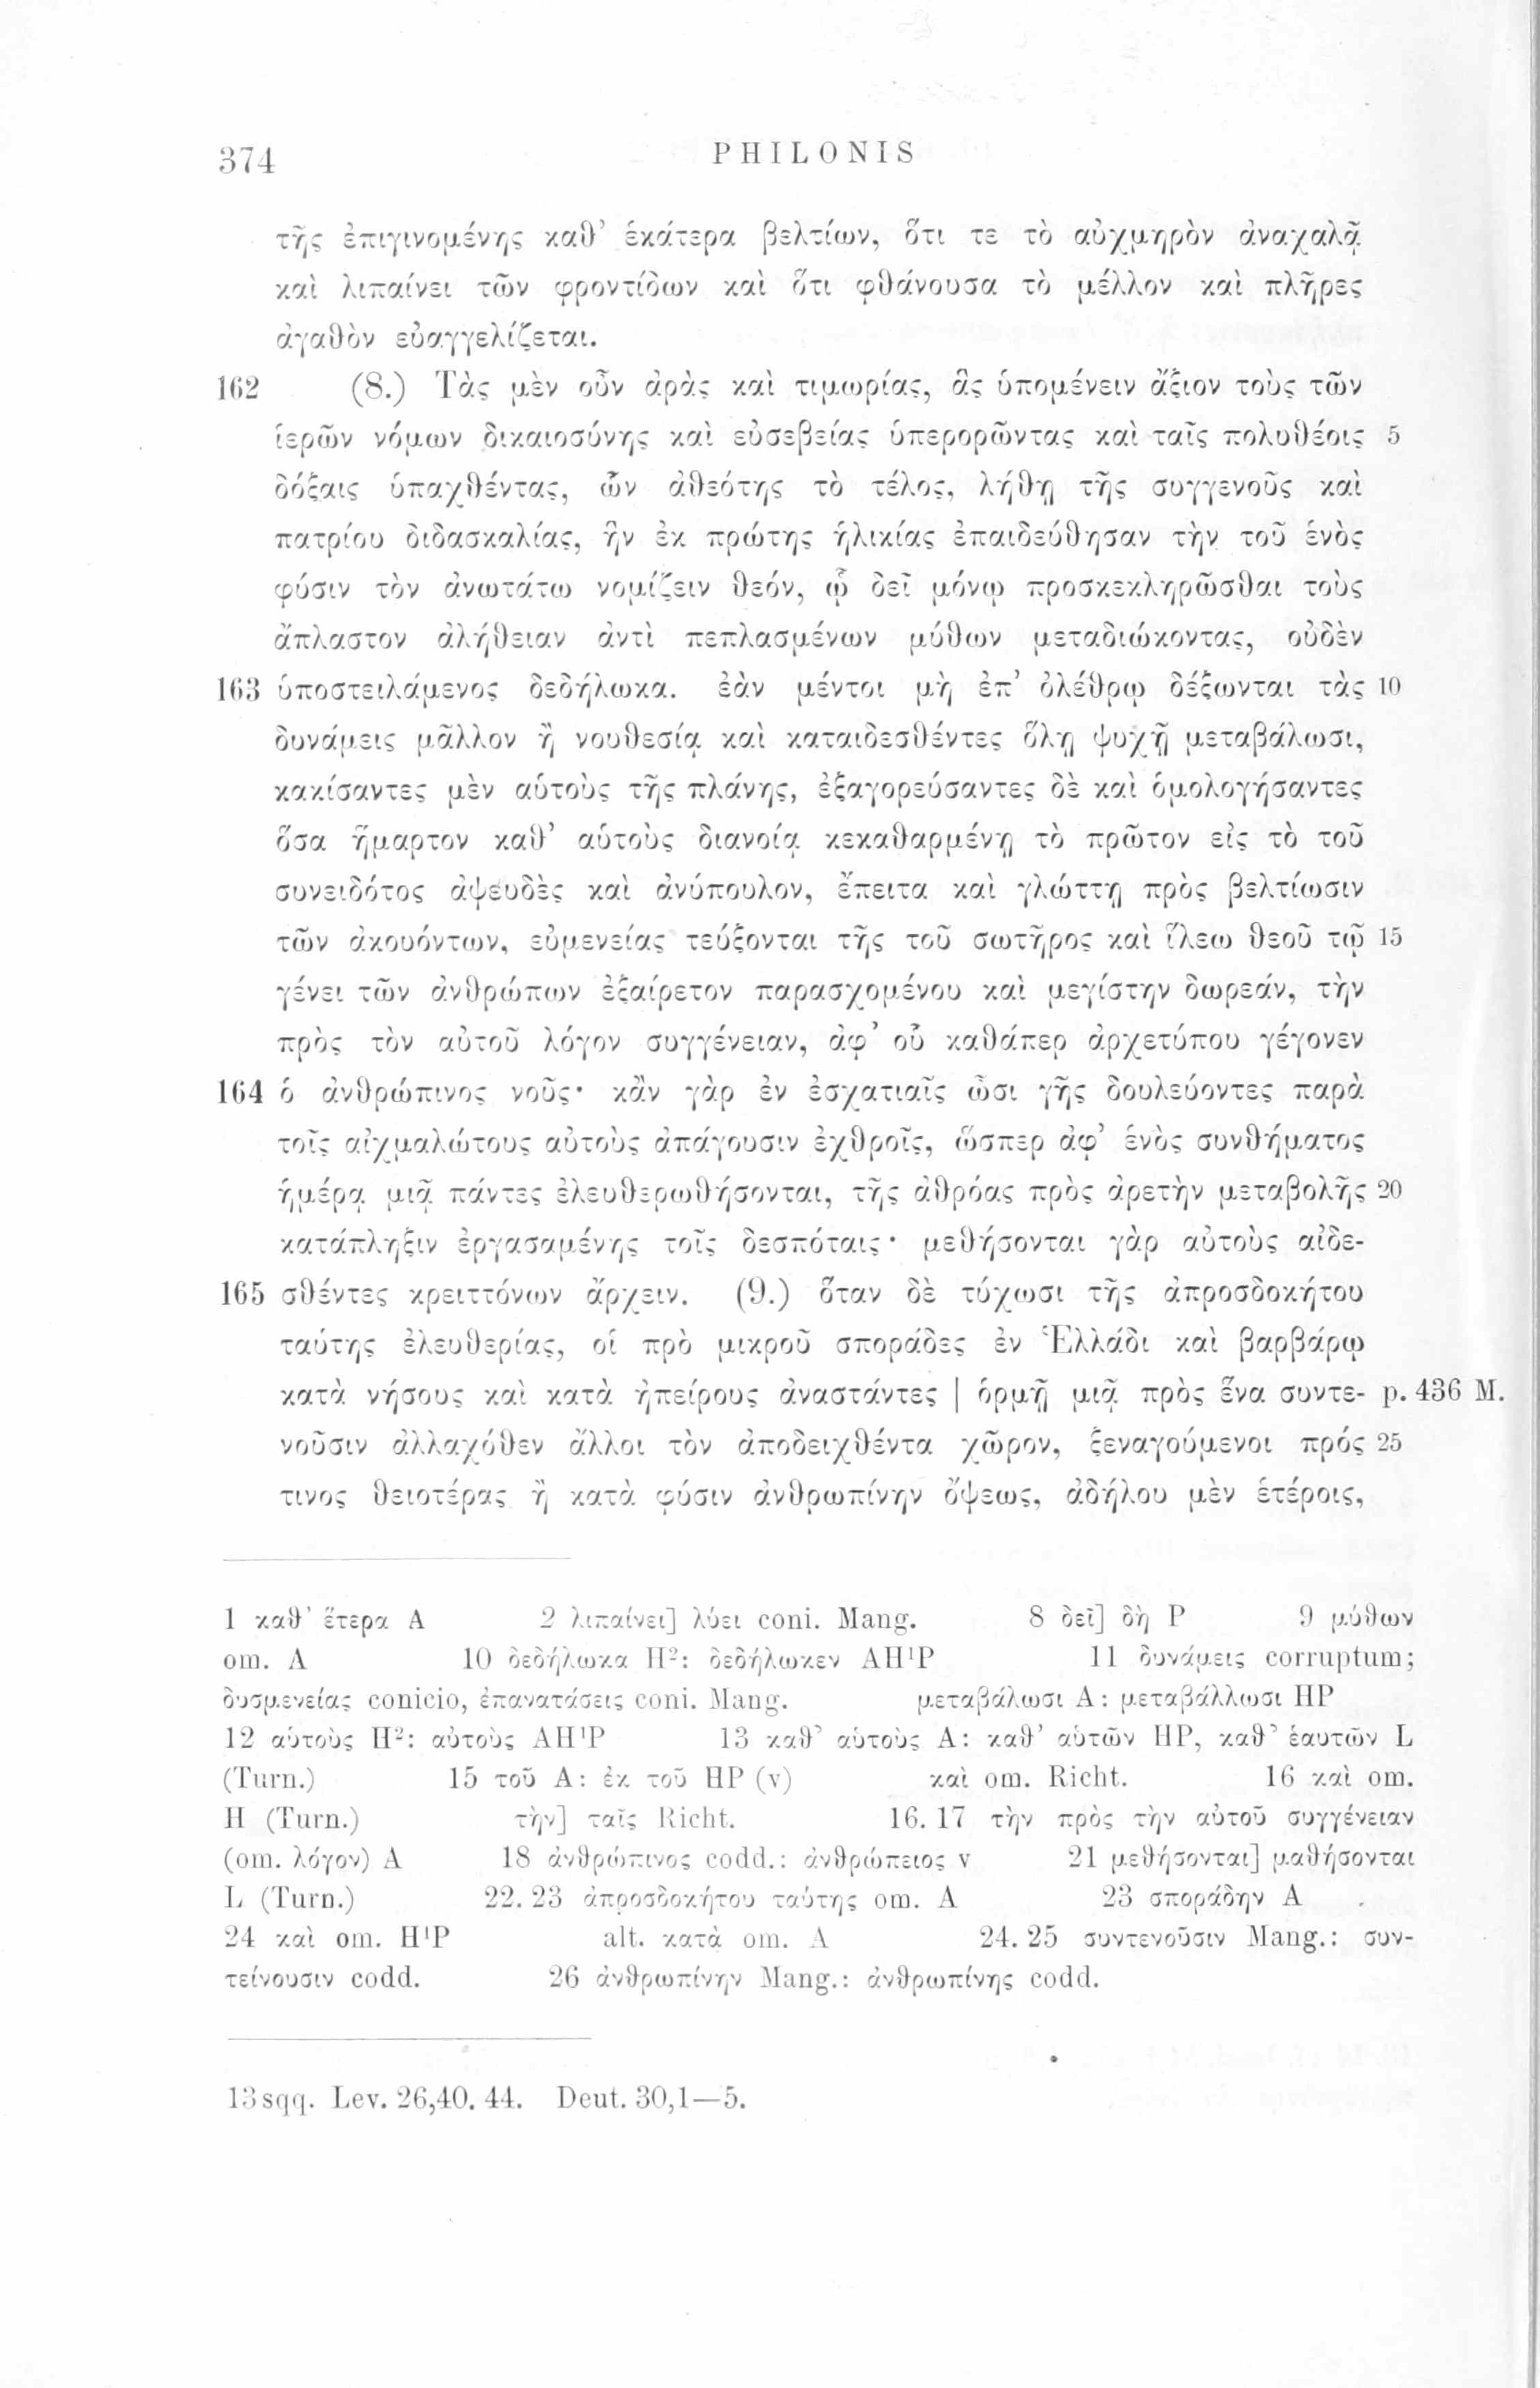 374
PHILONIS
τῆς ἐπιγινομένης καθ’ ἑκάτερα βελτίων, ὅτι τε τὸ αὐχμηρὸν ἀναχαλᾷ
καὶ λιπαίνει τῶν φροντίδων καὶ ὅτι φθάνουσα τὸ μέλλον καὶ πλῆρες
ἀγαθὸν εὐαγγελίζεται.
162 (8.) Τὰς μὲν οὖν ἀρὰς καὶ τιμωρίας, ἃς ὑπομένειν ἄξιον τοὺς τῶν
ἱερῶν νόμων δικαιοσύνης καὶ εὐσεβείας ὑπερορῶντας καὶ ταῖς πολυθέοις 5
δόξαις ὑπαχθέντας, ὧν ἀθεότης τὸ τέλος, λήθῃ τῆς συγγενοῦς καὶ
πατρίου διδασκαλίας, ἣν ἐκ πρώτης ἡλικίας ἐπαιδεύθησαν τὴν τοῦ ἑνὸς
φύσιν τὸν ἀνωτάτω νομίζειν θεόν, ᾧ δεῖ μόνῳ προσκεκληρῶσθαι τοὺς
ἄπλαστον ἀλήθειαν ἀντὶ πεπλασμένων μύθων μεταδιώκοντας, οὐδὲν
163 ὑποστειλάμενος δεδήλωκα. ἐὰν μέντοι μὴ ἐπ’ ὀλέθρῳ δέξωνται τὰς 10
δυνάμεις μᾶλλον ἢ νουθεσίᾳ καὶ καταιδεσθέντες ὅλῃ ψυχῇ μεταβάλωσι,
κακίσαντες μὲν αὑτοὺς τῆς πλάνης, ἐξαγορεύσαντες δὲ καὶ ὁμολογήσαντες
ὅσα ἥμαρτον καθ’ αὑτοὺς διανοίᾳ κεκαθαρμένῃ τὸ πρῶτον εἰς τὸ τοῦ
συνειδότος ἀψευδὲς καὶ ἀνύπουλον, ἔπειτα καὶ γλώττῃ πρὸς βελτίωσιν
τῶν ἀκουόντων, εὐμενείας τεύξονται τῆς τοῦ σωτῆρος καὶ ἵλεω θεοῦ τῷ 15
γένει τῶν ἀνθρώπων ἐξαίρετον παρασχομένου καὶ μεγίστην δωρεάν, τὴν
πρὸς τὸν αὐτοῦ λόγον συγγένειαν, ἀφ’ οὗ καθάπερ ἀρχετύπου γέγονεν
164 ὁ ἀνθρώπινος νοῦς· κἂν γὰρ ἐν ἐσχατιαῖς ὦσι γῆς δουλεύοντες παρὰ
τοῖς αἰχμαλώτους αὐτοὺς ἀπάγουσιν ἐχθροῖς, ὥσπερ ἀφ’ ἑνὸς συνθήματος
ἡμέρᾳ μιᾷ πάντες ἐλευθερωθήσονται, τῆς ἀθρόας πρὸς ἀρετὴν μεταβολῆς 20
κατάπληξιν ἐργασαμένης τοῖς δεσπόταις· μεθήσονται γὰρ αὐτοὺς αἰδε-
165 σθέντες κρειττόνων ἄρχειν. (9.) ὅταν δὲ τύχωσι τῆς ἀπροσδοκήτου
ταύτης ἐλευθερίας, οἱ πρὸ μικροῦ σποράδες ἐν Ἑλλάδι καὶ βαρβάρῳ
κατὰ νήσους καὶ κατὰ ἠπείρους ἀναστάντες | ὁρμῇ μιᾷ πρὸς ἕνα συντε- p. 436 M.
νοῦσιν ἀλλαχόθεν ἄλλοι τὸν ἀποδειχθέντα χῶρον, ξεναγούμενοι πρός 25
τινος θειοτέρας ἢ κατὰ φύσιν ἀνθρωπίνην ὄψεως, ἀδήλου μὲν ἑτέροις,
1 καθ’ ἕτερα A 2 λιπαίνει] λύει coni. Mang. 8 δεῖ] δὴ P 9 μύθων
om. A 10 δεδήλωκα H²: δεδήλωκεν AH¹P 11 δυνάμεις corruptum;
δυσμενείας conicio, ἐπανατάσεις coni. Mang. μεταβάλωσι A: μεταβάλλωσι HP
12 αὑτοὺς H²: αὐτοὺς AH¹P 13 καθ’ αὑτοὺς A: καθ’ αὑτῶν HP, καθ’ ἑαυτῶν L
(Turn.) 15 τοῦ A: ἐκ τοῦ HP (v) καὶ om. Richt. 16 καὶ om.
H (Turn.) τὴν] ταῖς Richt. 16. 17 τὴν πρὸς τὴν αὐτοῦ συγγένειαν
(om. λόγον) A 18 ἀνθρώπινος codd.: ἀνθρώπειος v 21 μεθήσονται] μαθήσονται
L (Turn.) 22. 23 ἀπροσδοκήτου ταύτης om. A 23 σποράδην A
24 καὶ om. H¹P alt. κατὰ om. A 24. 25 συντενοῦσιν Mang.: συν-
τείνουσιν codd. 26 ἀνθρωπίνην Mang.: ἀνθρωπίνης codd.
13 sqq. Lev. 26,40. 44. Deut. 30,1—5.